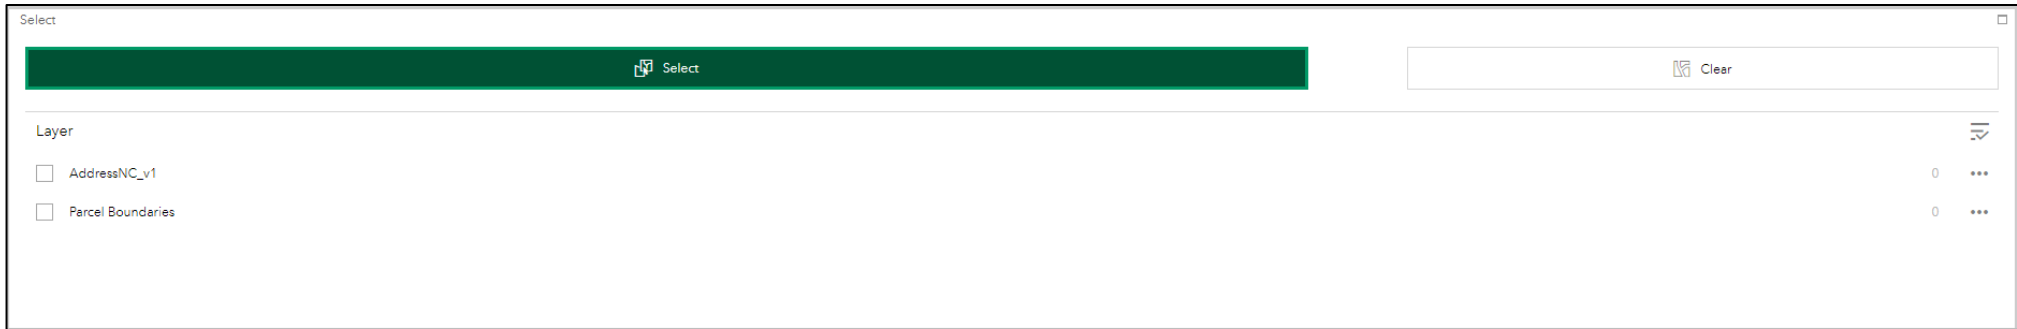 Select
Select Clear
Layer
AddressNC_v1 0
Parcel Boundaries 0